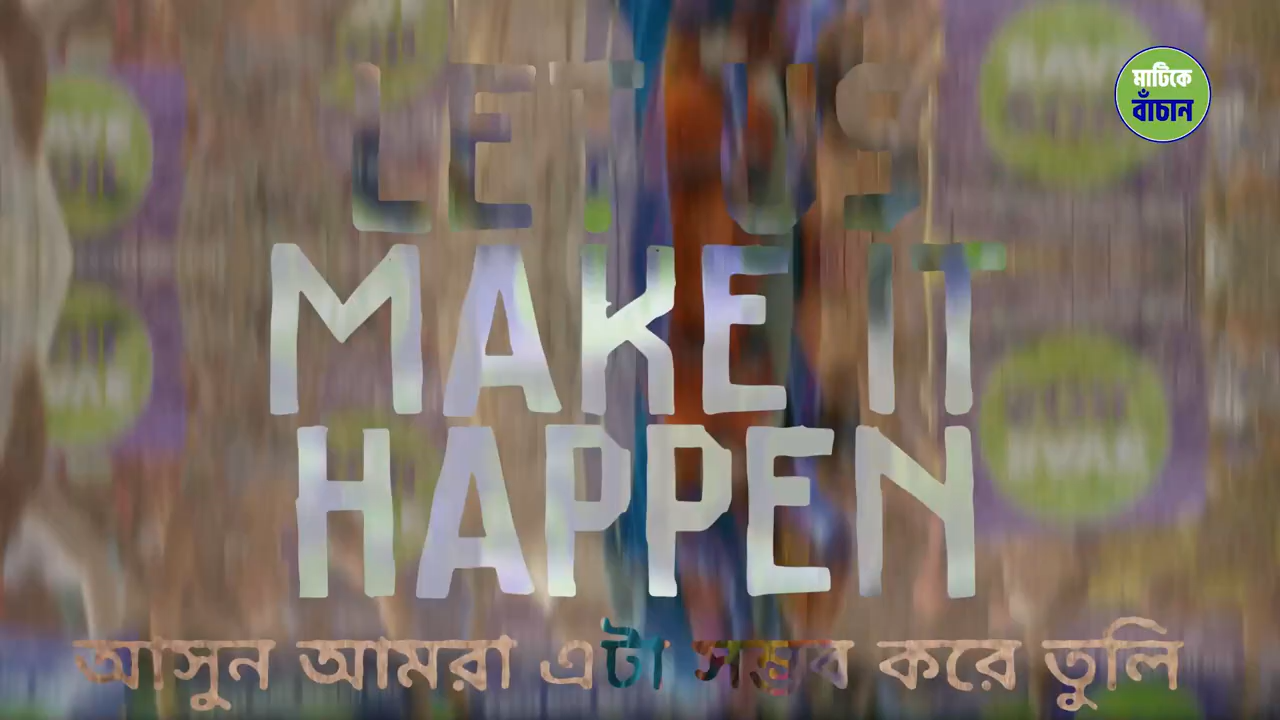 মাটিকে
বাঁচান
LET US
MAKE IT
HAPPEN
আসুন আমরা এটা সম্ভব করে তুলি